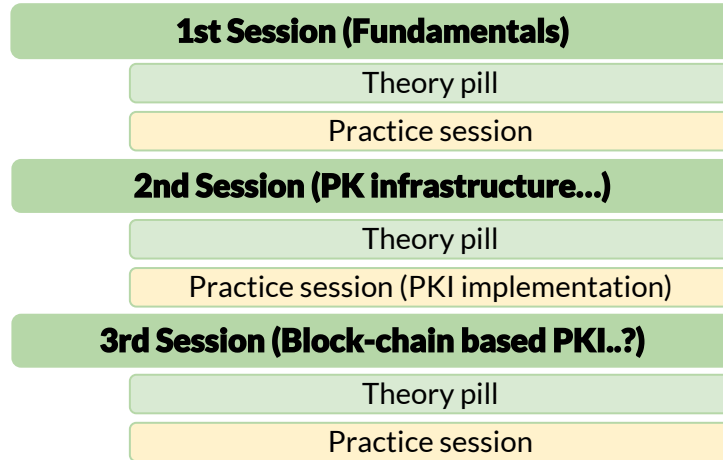 1st Session (Fundamentals)
Theory pill
Practice session
2nd Session (PK infrastructure...)
Theory pill
Practice session (PKI implementation)
3rd Session (Block-chain based PKI..?)
Theory pill
Practice session